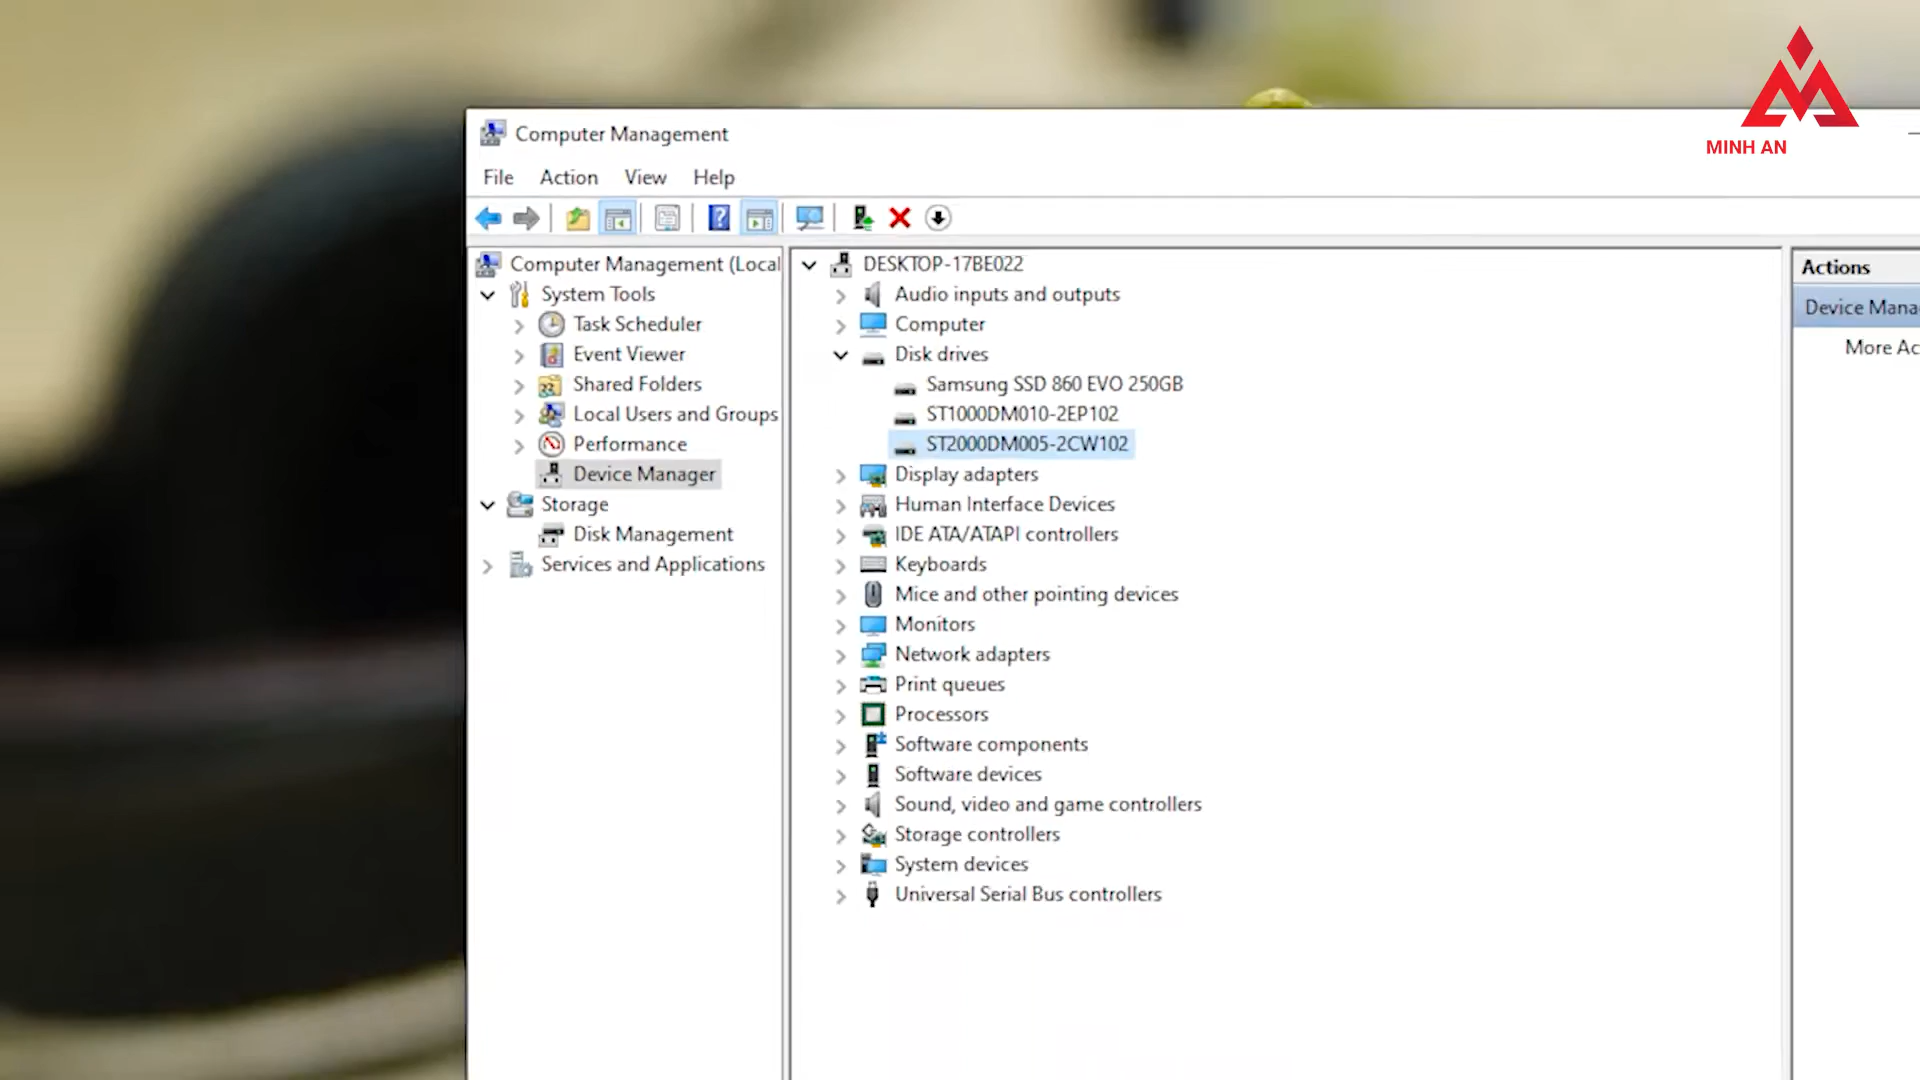 MINH AN
Computer Management
File Action View Help
Computer Management (Local
System Tools
Task Scheduler
Event Viewer
Shared Folders
Local Users and Groups
Performance
Device Manager
Storage
Disk Management
Services and Applications
DESKTOP-17BE022
Audio inputs and outputs
Computer
Disk drives
Samsung SSD 860 EVO 250GB
ST1000DM010-2EP102
ST2000DM005-2CW102
Display adapters
Human Interface Devices
IDE ATA/ATAPI controllers
Keyboards
Mice and other pointing devices
Monitors
Network adapters
Print queues
Processors
Software components
Software devices
Sound, video and game controllers
Storage controllers
System devices
Universal Serial Bus controllers
Actions
Device Mana
More Ac